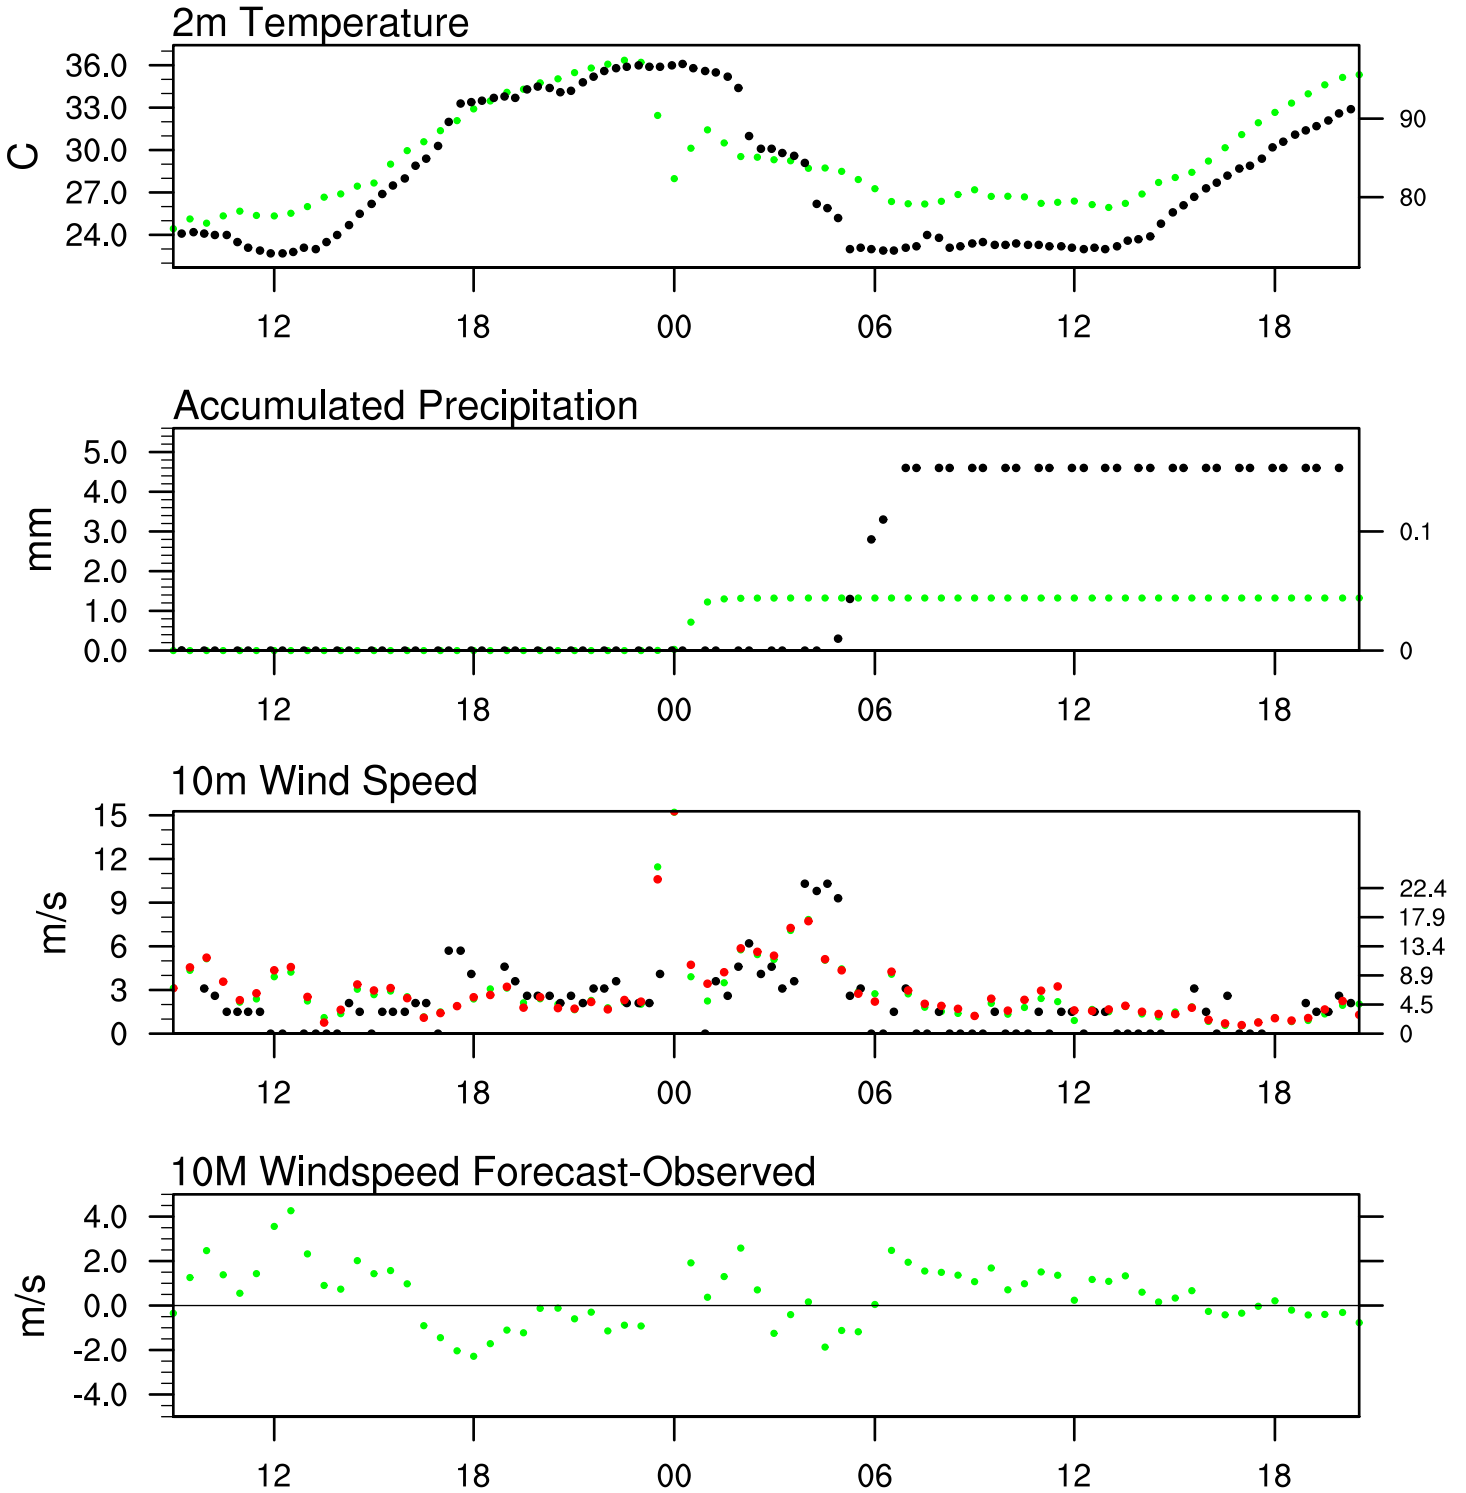 2m Temperature
36.0
33.0
90
C
30.0
27.0
80
24.0
12 18 00 06 12 18
Accumulated Precipitation
5.0
4.0
mm
3.0
0.1
2.0
1.0
0.0
0
12 18 00 06 12 18
10m Wind Speed
15
12
9
22.4
m/s
17.9
6
13.4
8.9
3
4.5
0
0
12 18 00 06 12 18
10M Windspeed Forecast-Observed
4.0
2.0
m/s
0.0
-2.0
-4.0
12 18 00 06 12 18